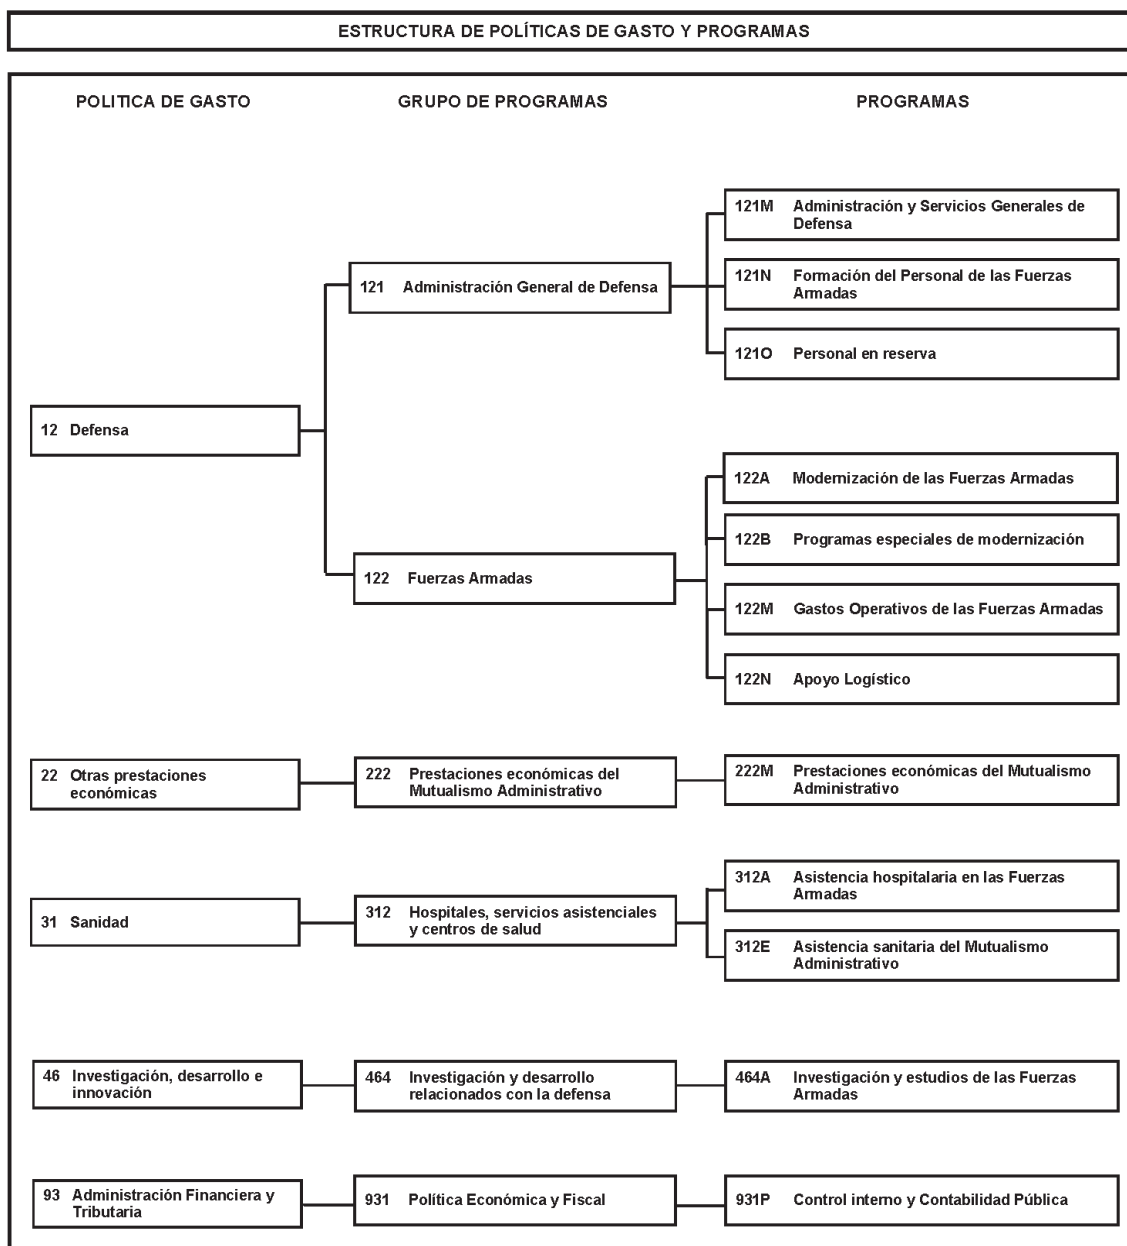 ESTRUCTURA DE POLÍTICAS DE GASTO Y PROGRAMAS
POLITICA DE GASTO
GRUPO DE PROGRAMAS
PROGRAMAS
12 Defensa
121 Administración General de Defensa
121M Administración y Servicios Generales de
Defensa
121N Formación del Personal de las Fuerzas
Armadas
121O Personal en reserva
122 Fuerzas Armadas
122A Modernización de las Fuerzas Armadas
122B Programas especiales de modernización
122M Gastos Operativos de las Fuerzas Armadas
122N Apoyo Logístico
22 Otras prestaciones
económicas
222 Prestaciones económicas del
Mutualismo Administrativo
222M Prestaciones económicas del Mutualismo
Administrativo
31 Sanidad
312 Hospitales, servicios asistenciales
y centros de salud
312A Asistencia hospitalaria en las Fuerzas
Armadas
312E Asistencia sanitaria del Mutualismo
Administrativo
46 Investigación, desarrollo e
innovación
464 Investigación y desarrollo
relacionados con la defensa
464A Investigación y estudios de las Fuerzas
Armadas
93 Administración Financiera y
Tributaria
931 Política Económica y Fiscal
931P Control interno y Contabilidad Pública